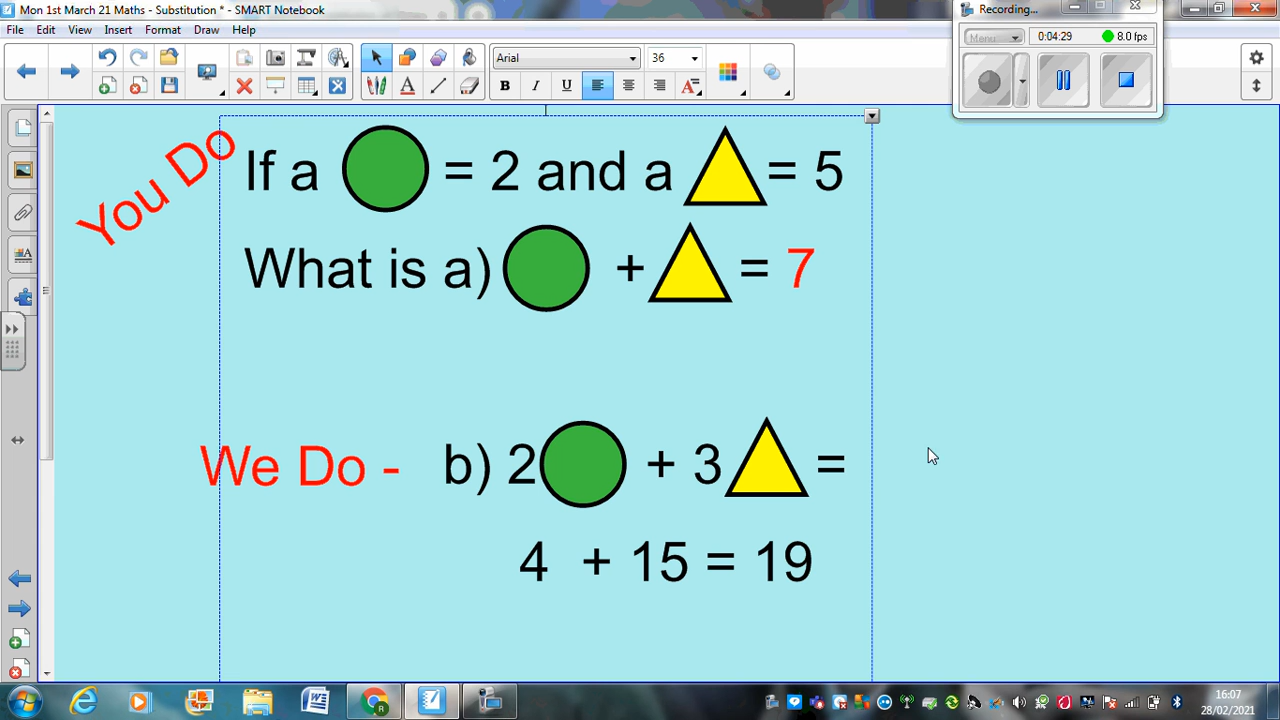 Mon 1st March 21 Maths - Substitution * - SMART Notebook
Recording...
File Edit View Insert Format Draw Help
Menu
0:04:29
8.0 fps
Arial
36
B I U A
You Do
If a = 2 and a = 5
What is a) + = 7
We Do - b) 2 + 3 =
4 + 15 = 19
16:07
28/02/2021